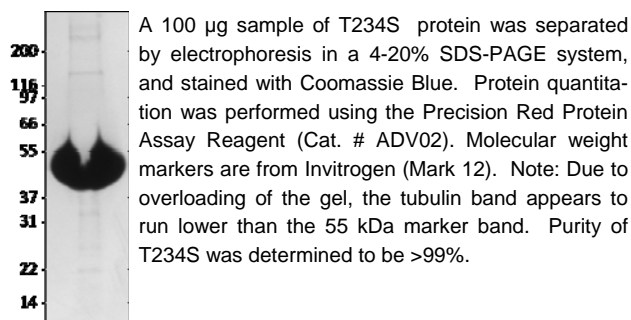 200
116
97
66
55
37
31
22
14
A 100 µg sample of T234S protein was separated
by electrophoresis in a 4-20% SDS-PAGE system,
and stained with Coomassie Blue. Protein quantita-
tion was performed using the Precision Red Protein
Assay Reagent (Cat. # ADV02). Molecular weight
markers are from Invitrogen (Mark 12). Note: Due to
overloading of the gel, the tubulin band appears to
run lower than the 55 kDa marker band. Purity of
T234S was determined to be >99%.